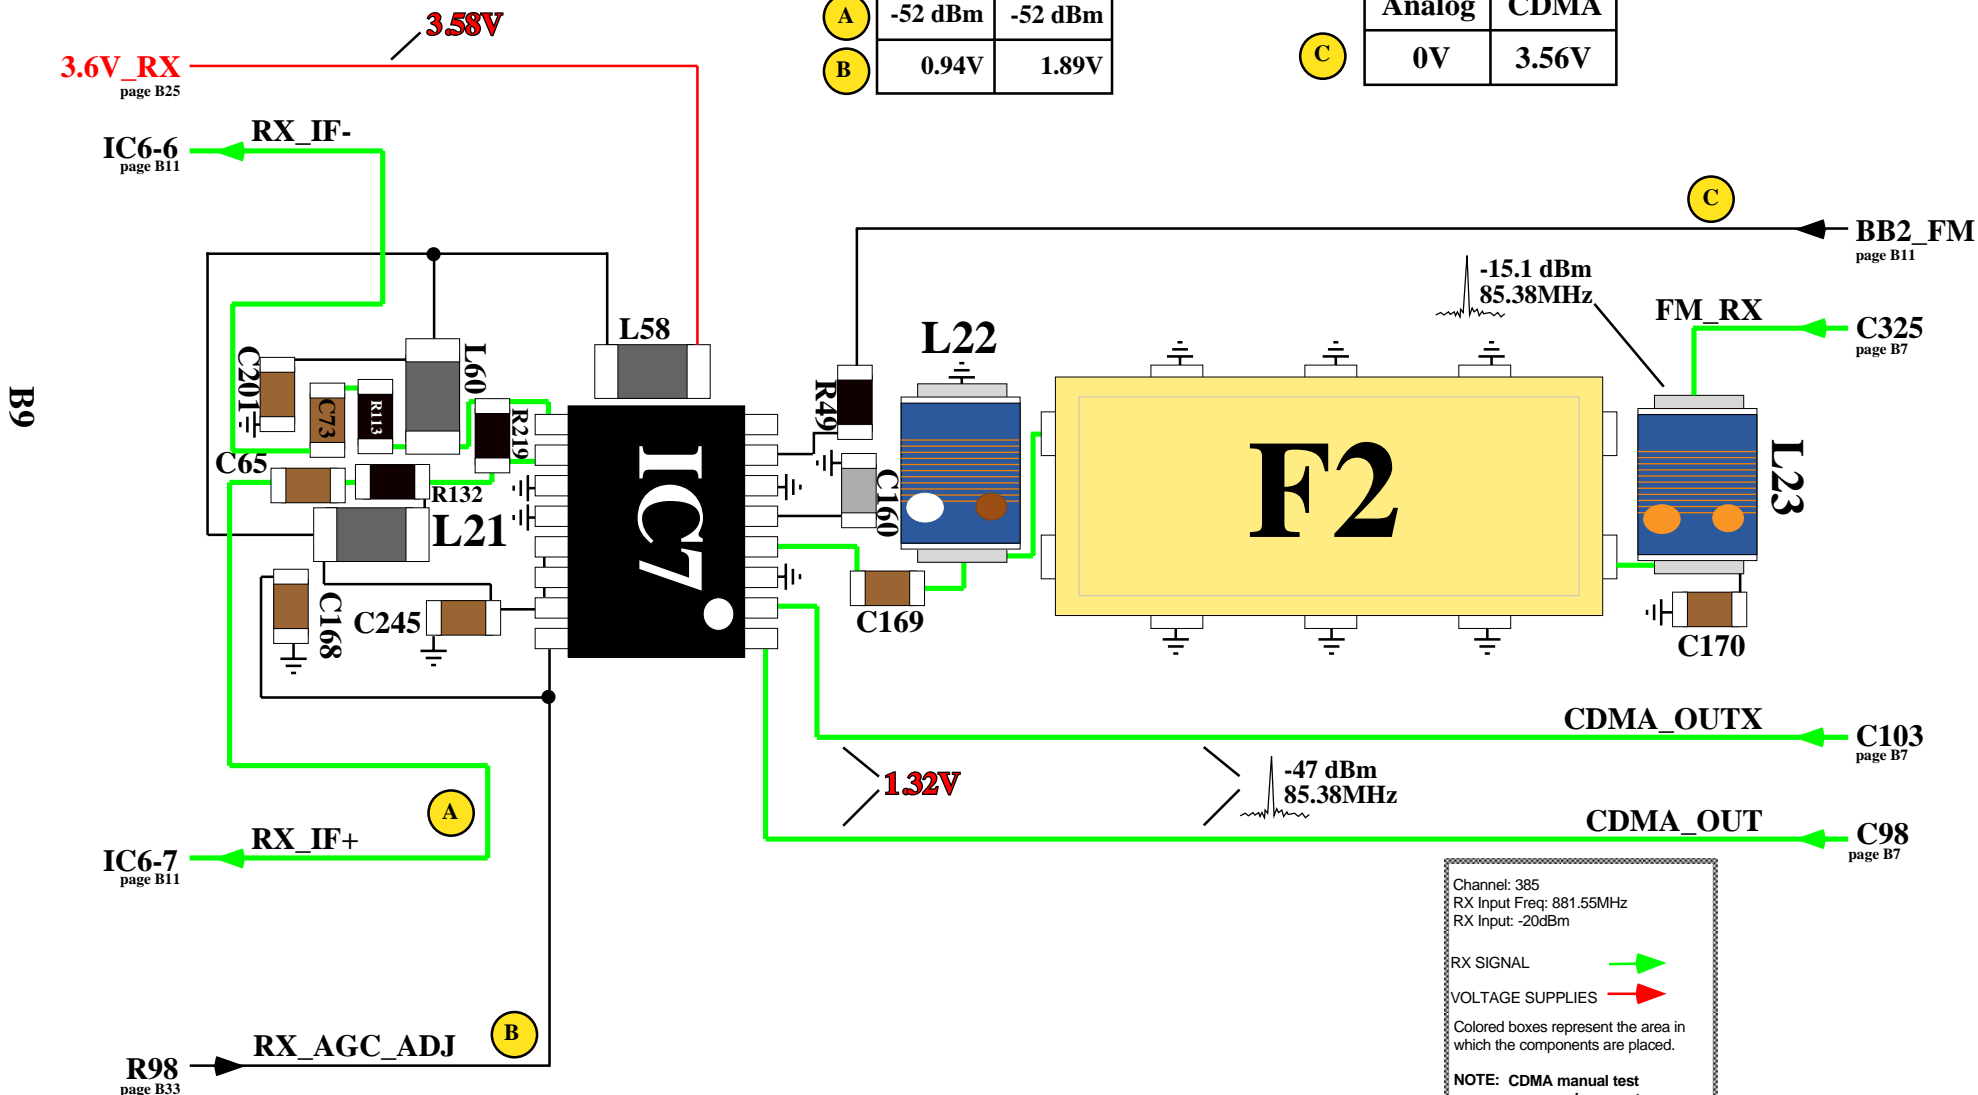 3.58V
A
-52 dBm
-52 dBm
B
0.94V
1.89V
Analog
CDMA
C
0V
3.56V
3.6V_RX
page B25
RX_IF-
IC6-6
page B11
C
BB2_FM
page B11
-15.1 dBm
85.38MHz
FM_RX
C325
page B7
L58
L22
C201
L60
C73
R113
R219
R49
B9
C65
R132
L21
IC7
C160
F2
L23
C168
C245
C169
C170
CDMA_OUTX
C103
page B7
1.32V
-47 dBm
85.38MHz
A
CDMA_OUT
C98
page B7
RX_IF+
IC6-7
page B11
Channel: 385
RX Input Freq: 881.55MHz
RX Input: -20dBm
RX SIGNAL
VOLTAGE SUPPLIES
Colored boxes represent the area in
which the components are placed.
NOTE: CDMA manual test
B
RX_AGC_ADJ
R98
page B33